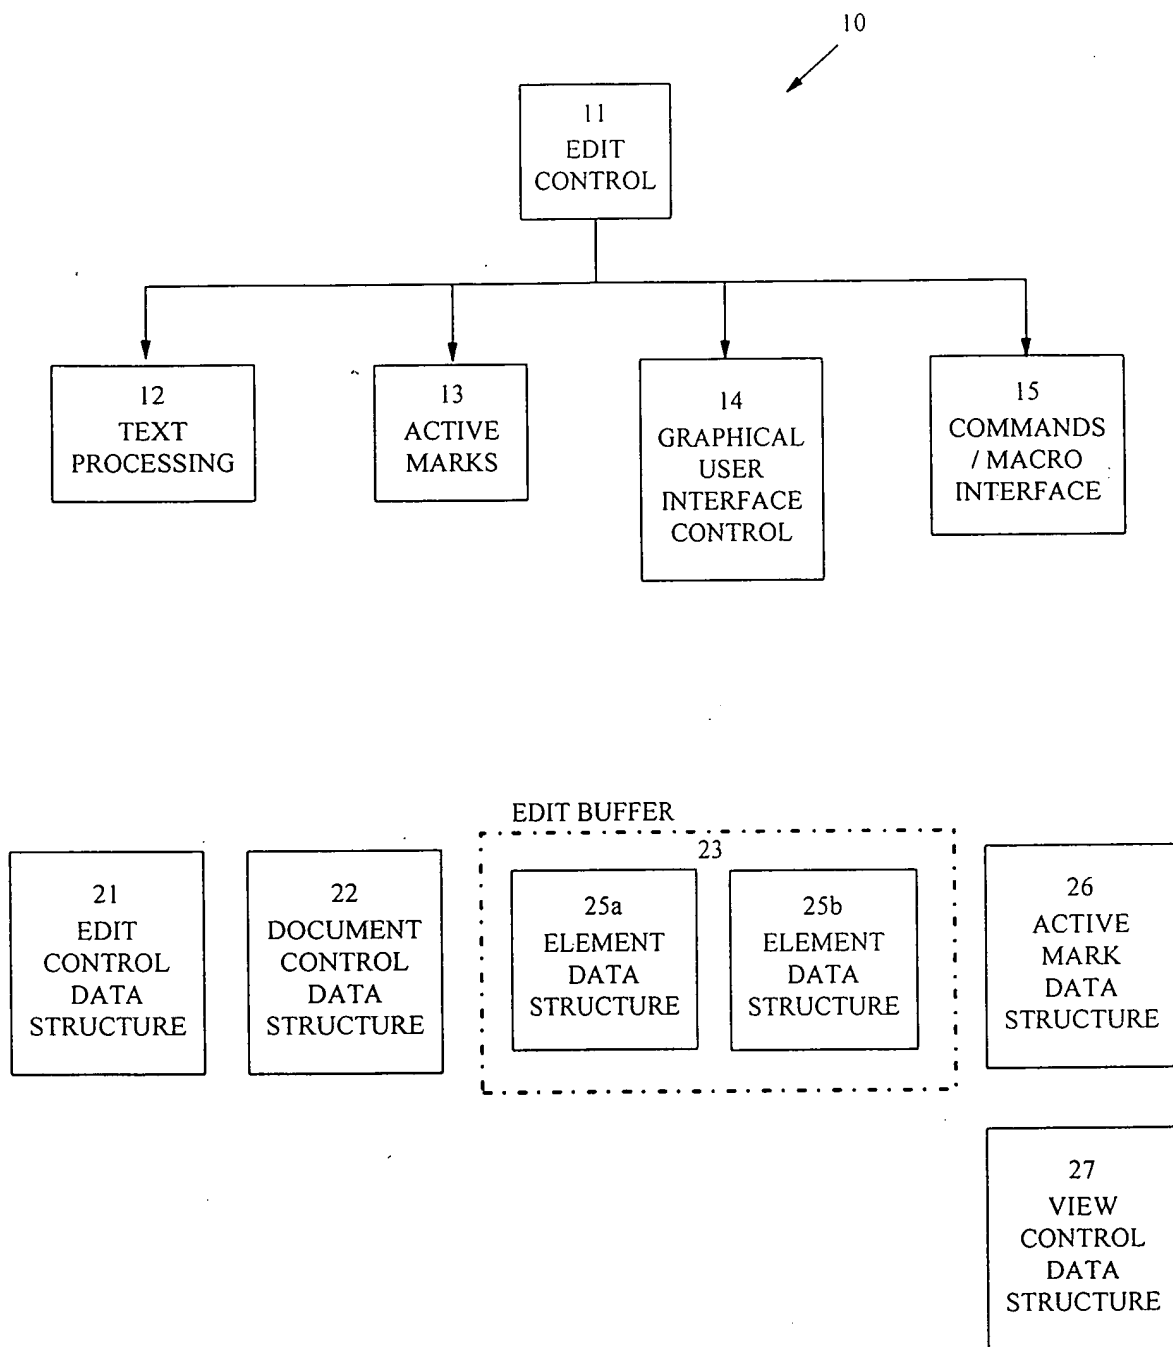 10
11
EDIT
CONTROL
12
TEXT
PROCESSING
13
ACTIVE
MARKS
14
GRAPHICAL
USER
INTERFACE
CONTROL
15
COMMANDS
/ MACRO
INTERFACE
EDIT BUFFER
23
21
EDIT
CONTROL
DATA
STRUCTURE
22
DOCUMENT
CONTROL
DATA
STRUCTURE
25a
ELEMENT
DATA
STRUCTURE
25b
ELEMENT
DATA
STRUCTURE
26
ACTIVE
MARK
DATA
STRUCTURE
27
VIEW
CONTROL
DATA
STRUCTURE